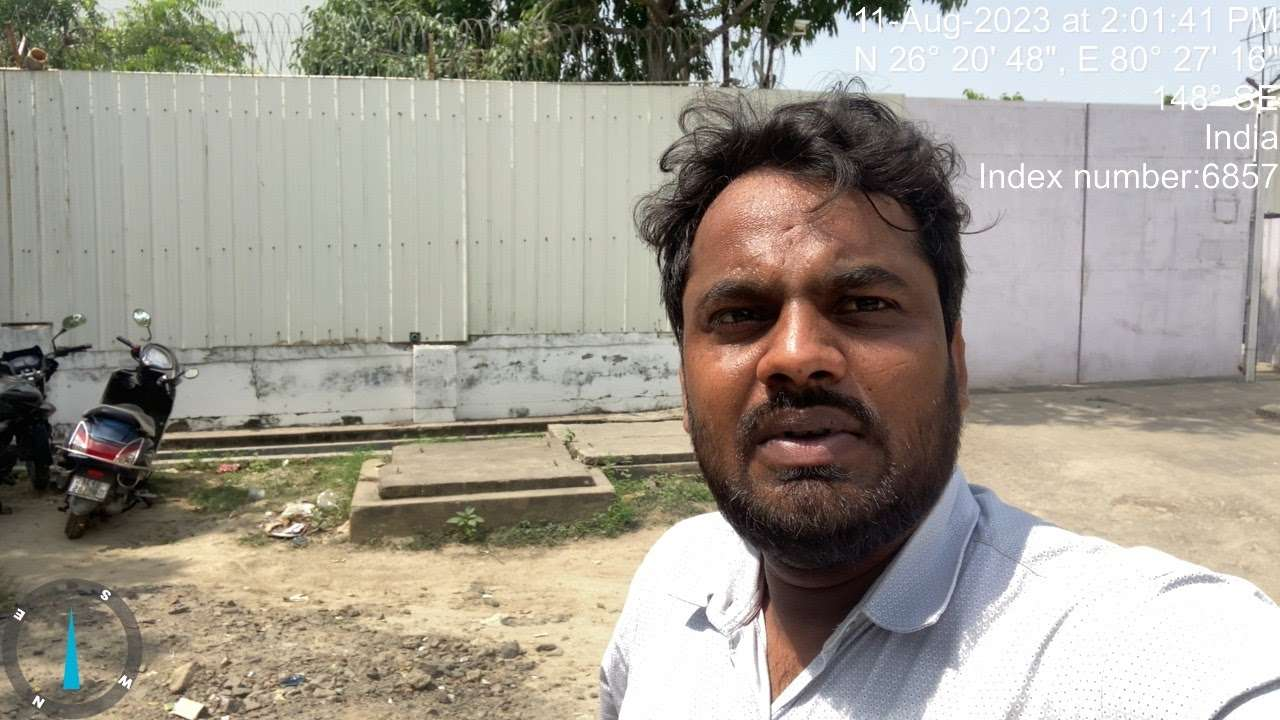 11-Aug-2023 at 2:01:41 PM
N 26° 20' 48", E 80° 27' 16"
148° SE
India
Index number:6857
S
E
W
N